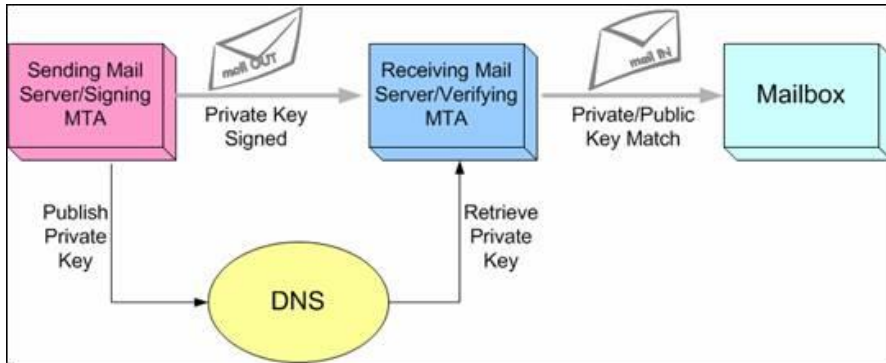 Sending Mail
Server/Signing
MTA
mail OUT
Private Key
Signed
Receiving Mail
Server/Verifying
MTA
mail IN
Private/Public
Key Match
Mailbox
Publish
Private
Key
DNS
Retrieve
Private
Key